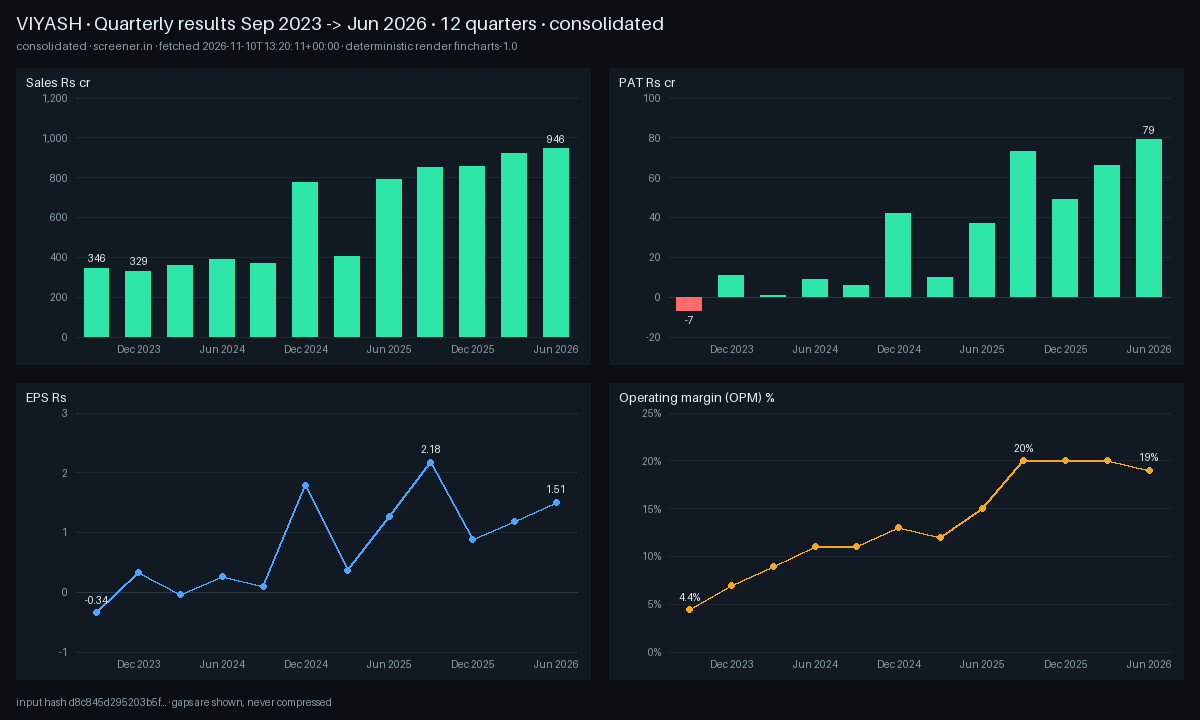 VIYASH · Quarterly results Sep 2023 -> Jun 2026 · 12 quarters · consolidated
consolidated · screener.in · fetched 2026-11-10T13:20:11+00:00 · deterministic render fincharts-1.0
Sales Rs cr
1,200
1,000
800
600
400
200
0
346
329
946
Dec 2023
Jun 2024
Dec 2024
Jun 2025
Dec 2025
Jun 2026
PAT Rs cr
100
80
60
40
20
0
-20
-7
79
Dec 2023
Jun 2024
Dec 2024
Jun 2025
Dec 2025
Jun 2026
EPS Rs
3
2
1
0
-1
-0.34
2.18
1.51
Dec 2023
Jun 2024
Dec 2024
Jun 2025
Dec 2025
Jun 2026
Operating margin (OPM) %
25%
20%
15%
10%
5%
0%
4.4%
20%
19%
Dec 2023
Jun 2024
Dec 2024
Jun 2025
Dec 2025
Jun 2026
input hash d8c845d295203b5f… · gaps are shown, never compressed